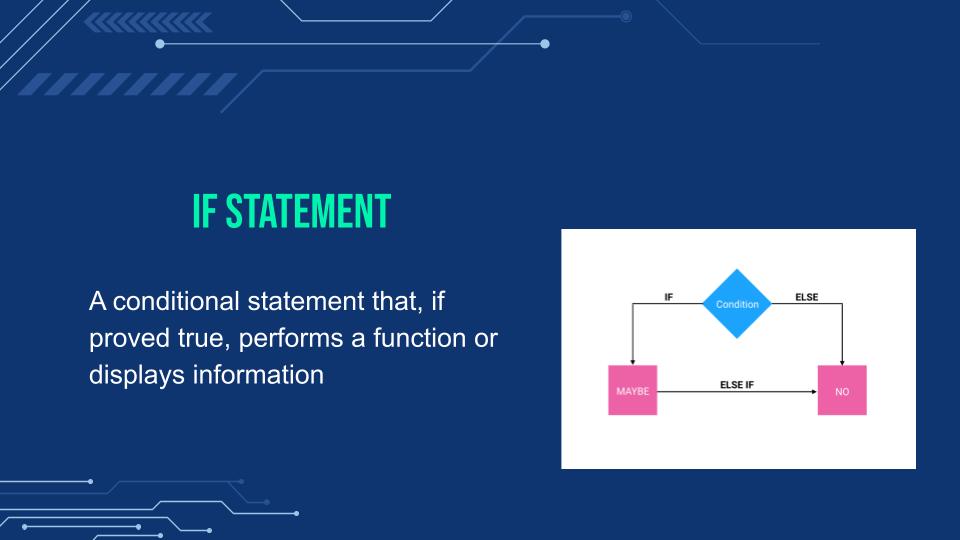 IF STATEMENT
A conditional statement that, if
proved true, performs a function or
displays information
IF
Condition
ELSE
MAYBE
ELSE IF
NO